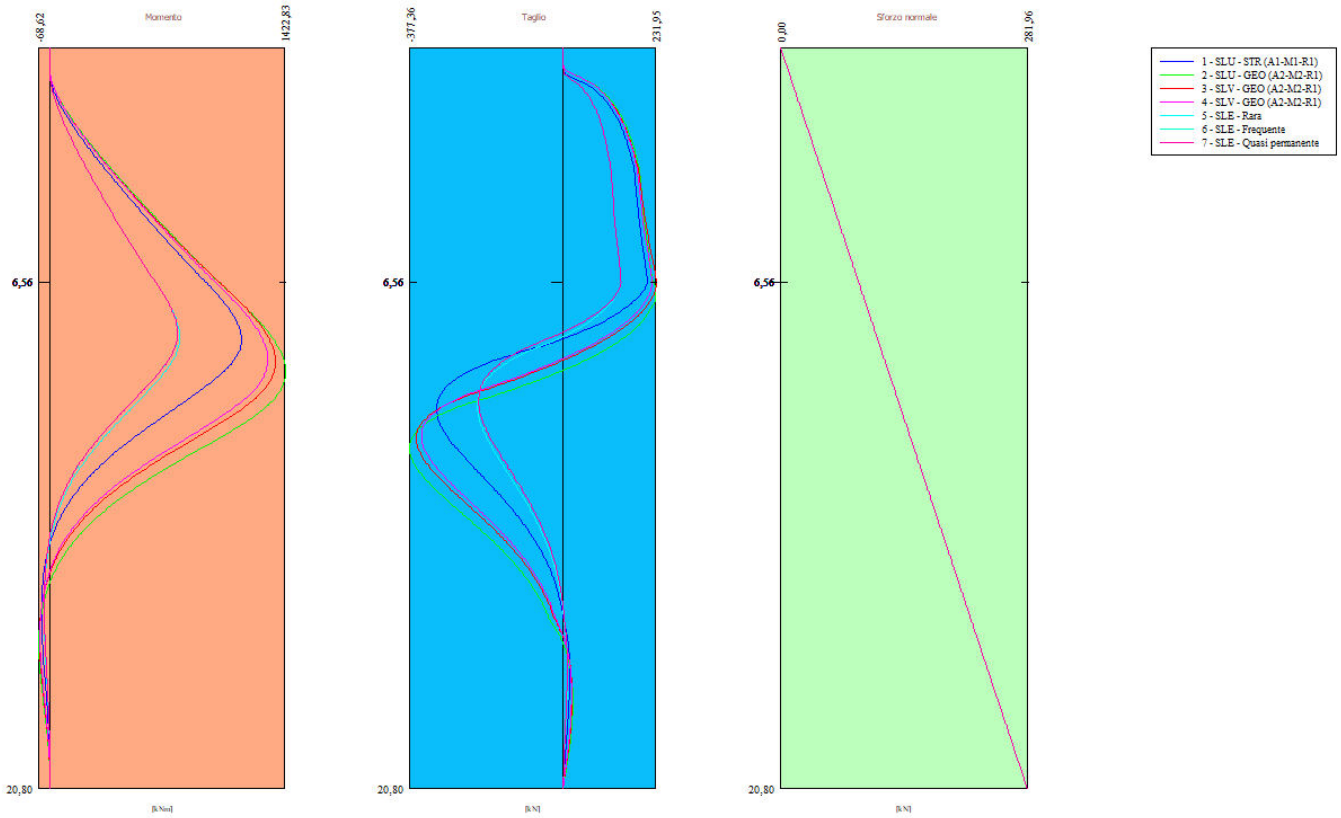 Momento
-68,62
1422,83
6,56
20,80
[kNm]
Taglio
-377,36
231,95
6,56
20,80
[kN]
Sforzo normale
0,00
281,96
6,56
20,80
[kN]
1 - SLU - STR (A1-M1-R1)
2 - SLU - GEO (A2-M2-R1)
3 - SLV - GEO (A2-M2-R1)
4 - SLV - GEO (A2-M2-R1)
5 - SLE - Rara
6 - SLE - Frequente
7 - SLE - Quasi permanente